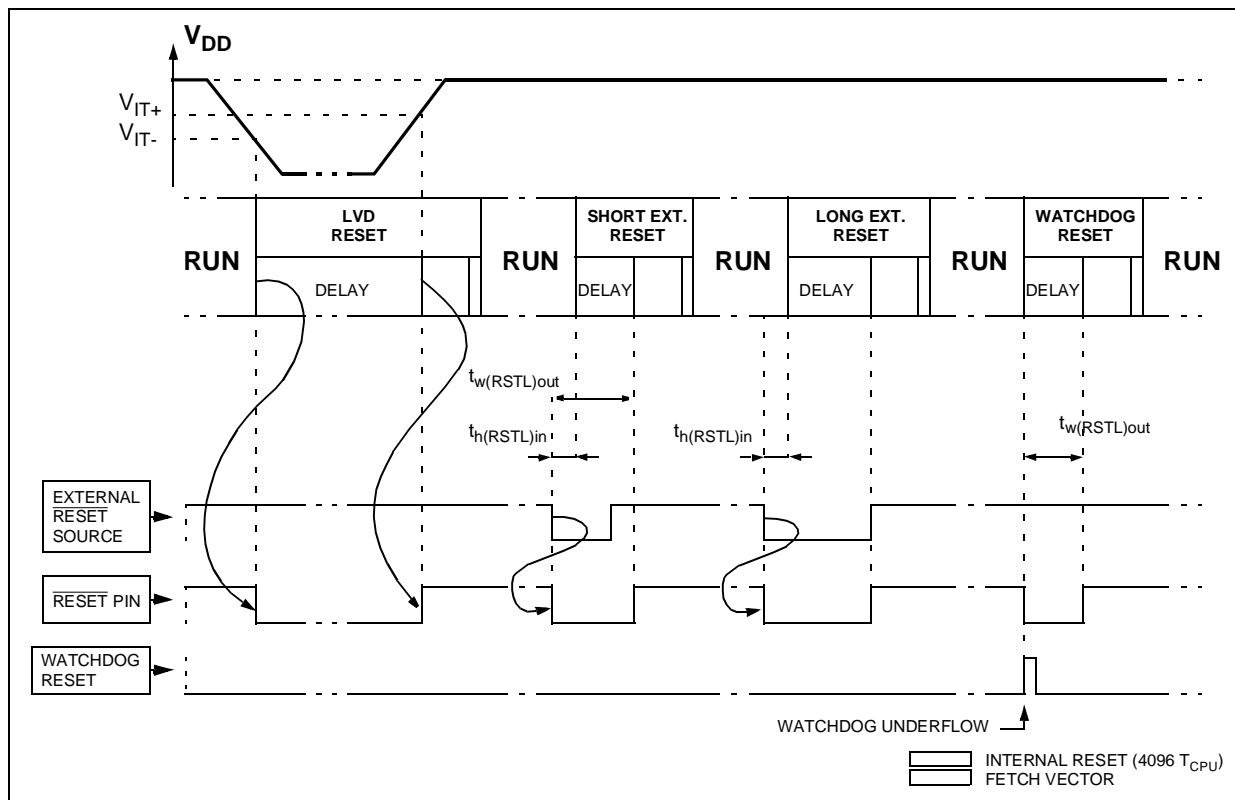 VDD
VIT+
VIT-
LVD
RESET
SHORT EXT.
RESET
LONG EXT.
RESET
WATCHDOG
RESET
RUN
RUN
RUN
RUN
RUN
DELAY
DELAY
DELAY
DELAY
tw(RSTL)out
th(RSTL)in
th(RSTL)in
tw(RSTL)out
EXTERNAL
RESET
SOURCE
RESET PIN
WATCHDOG
RESET
WATCHDOG UNDERFLOW
INTERNAL RESET (4096 TCPU)
FETCH VECTOR